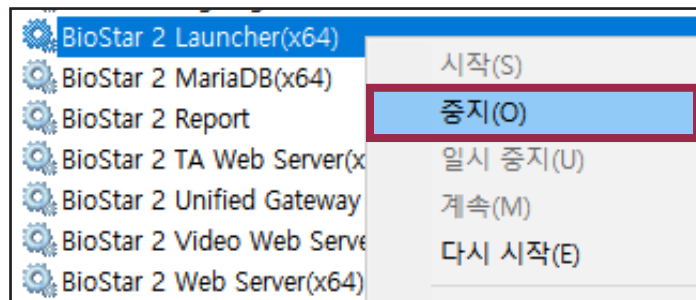 BioStar 2 Launcher(x64)
BioStar 2 MariaDB(x64)
BioStar 2 Report
BioStar 2 TA Web Server(x
BioStar 2 Unified Gateway
BioStar 2 Video Web Serve
BioStar 2 Web Server(x64)
시작(S)
중지(O)
일시 중지(U)
계속(M)
다시 시작(E)